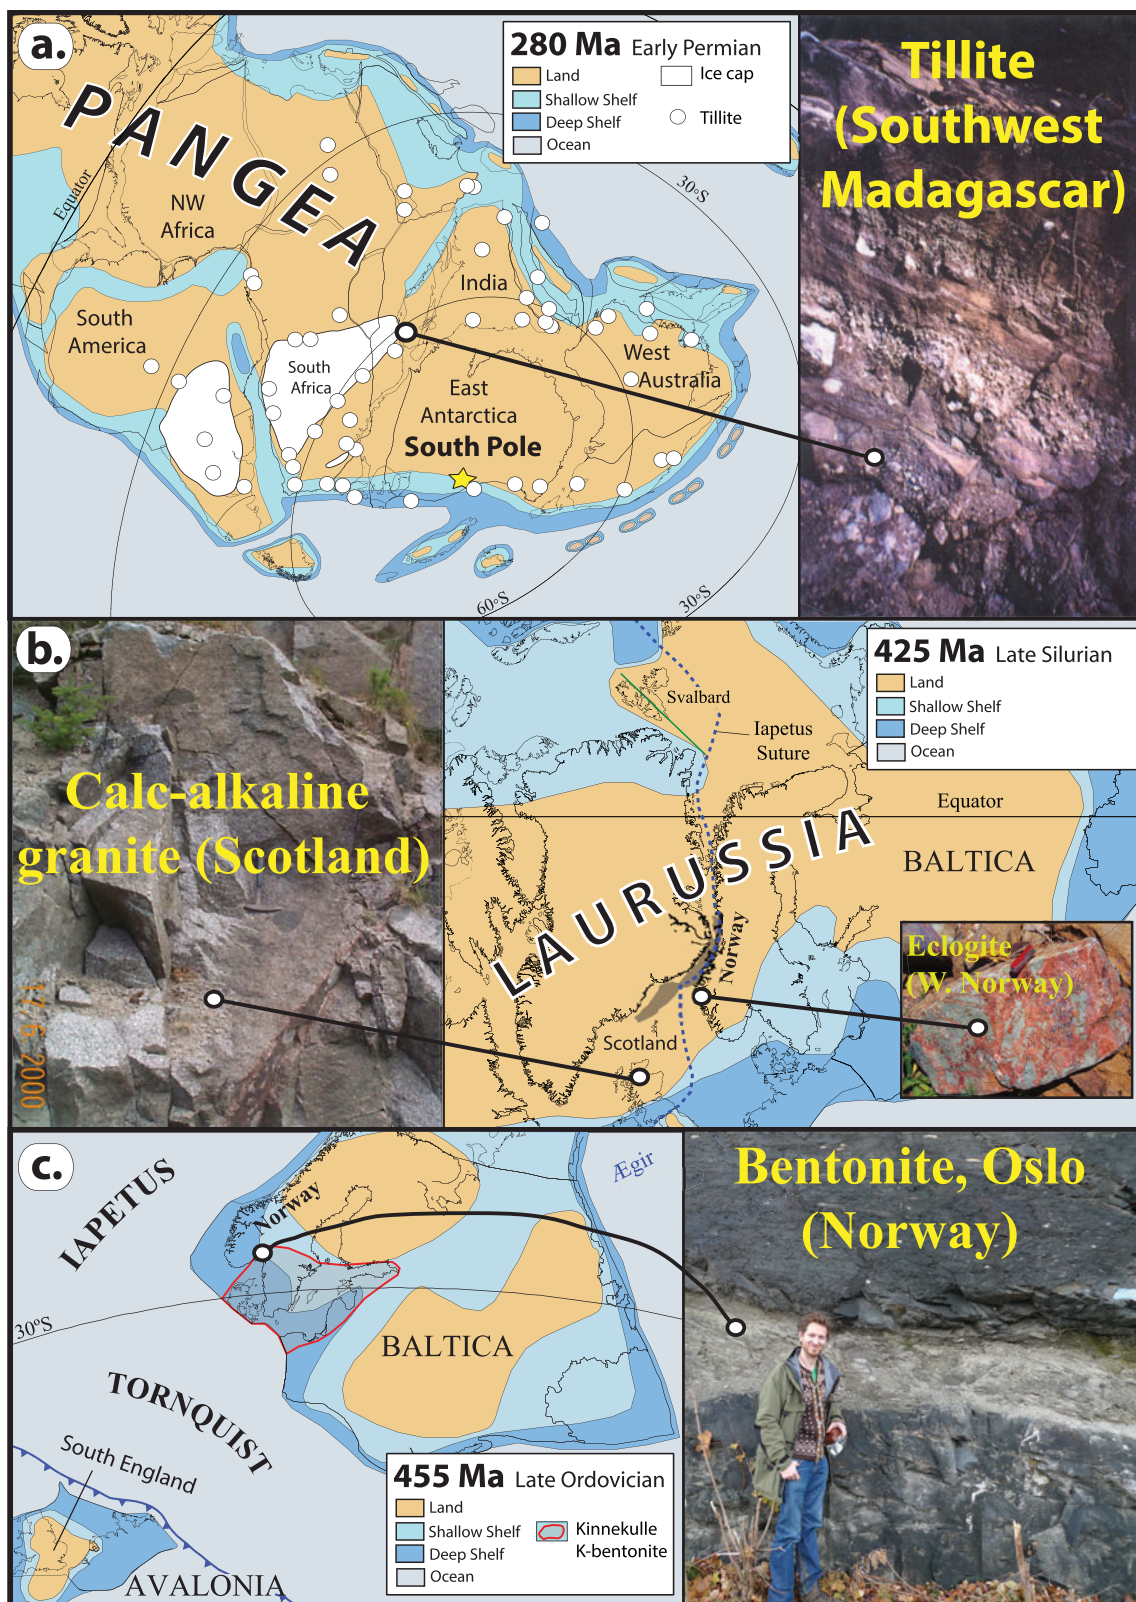 a.
280 Ma Early Permian
Land
Shallow Shelf
Deep Shelf
Ocean
Ice cap
Tillite
PANGEA
Equator
NW
Africa
South
America
South
Africa
India
East
Antarctica
South Pole
West
Australia
30°S
60°S
30°S
Tillite
(Southwest
Madagascar)
b.
Calc-alkaline
granite (Scotland)
17 6 2000
425 Ma Late Silurian
Land
Shallow Shelf
Deep Shelf
Ocean
Svalbard
Iapetus
Suture
Equator
LAURUSSIA
BALTICA
Norway
Scotland
Eclogite
(W. Norway)
c.
IAPETUS
Norway
Ægir
30°S
BALTICA
TORNQUIST
South England
AVALONIA
455 Ma Late Ordovician
Land
Shallow Shelf
Deep Shelf
Ocean
Kinnekulle
K-bentonite
Bentonite, Oslo
(Norway)